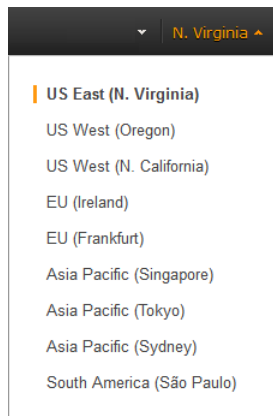 N. Virginia
US East (N. Virginia)
US West (Oregon)
US West (N. California)
EU (Ireland)
EU (Frankfurt)
Asia Pacific (Singapore)
Asia Pacific (Tokyo)
Asia Pacific (Sydney)
South America (São Paulo)